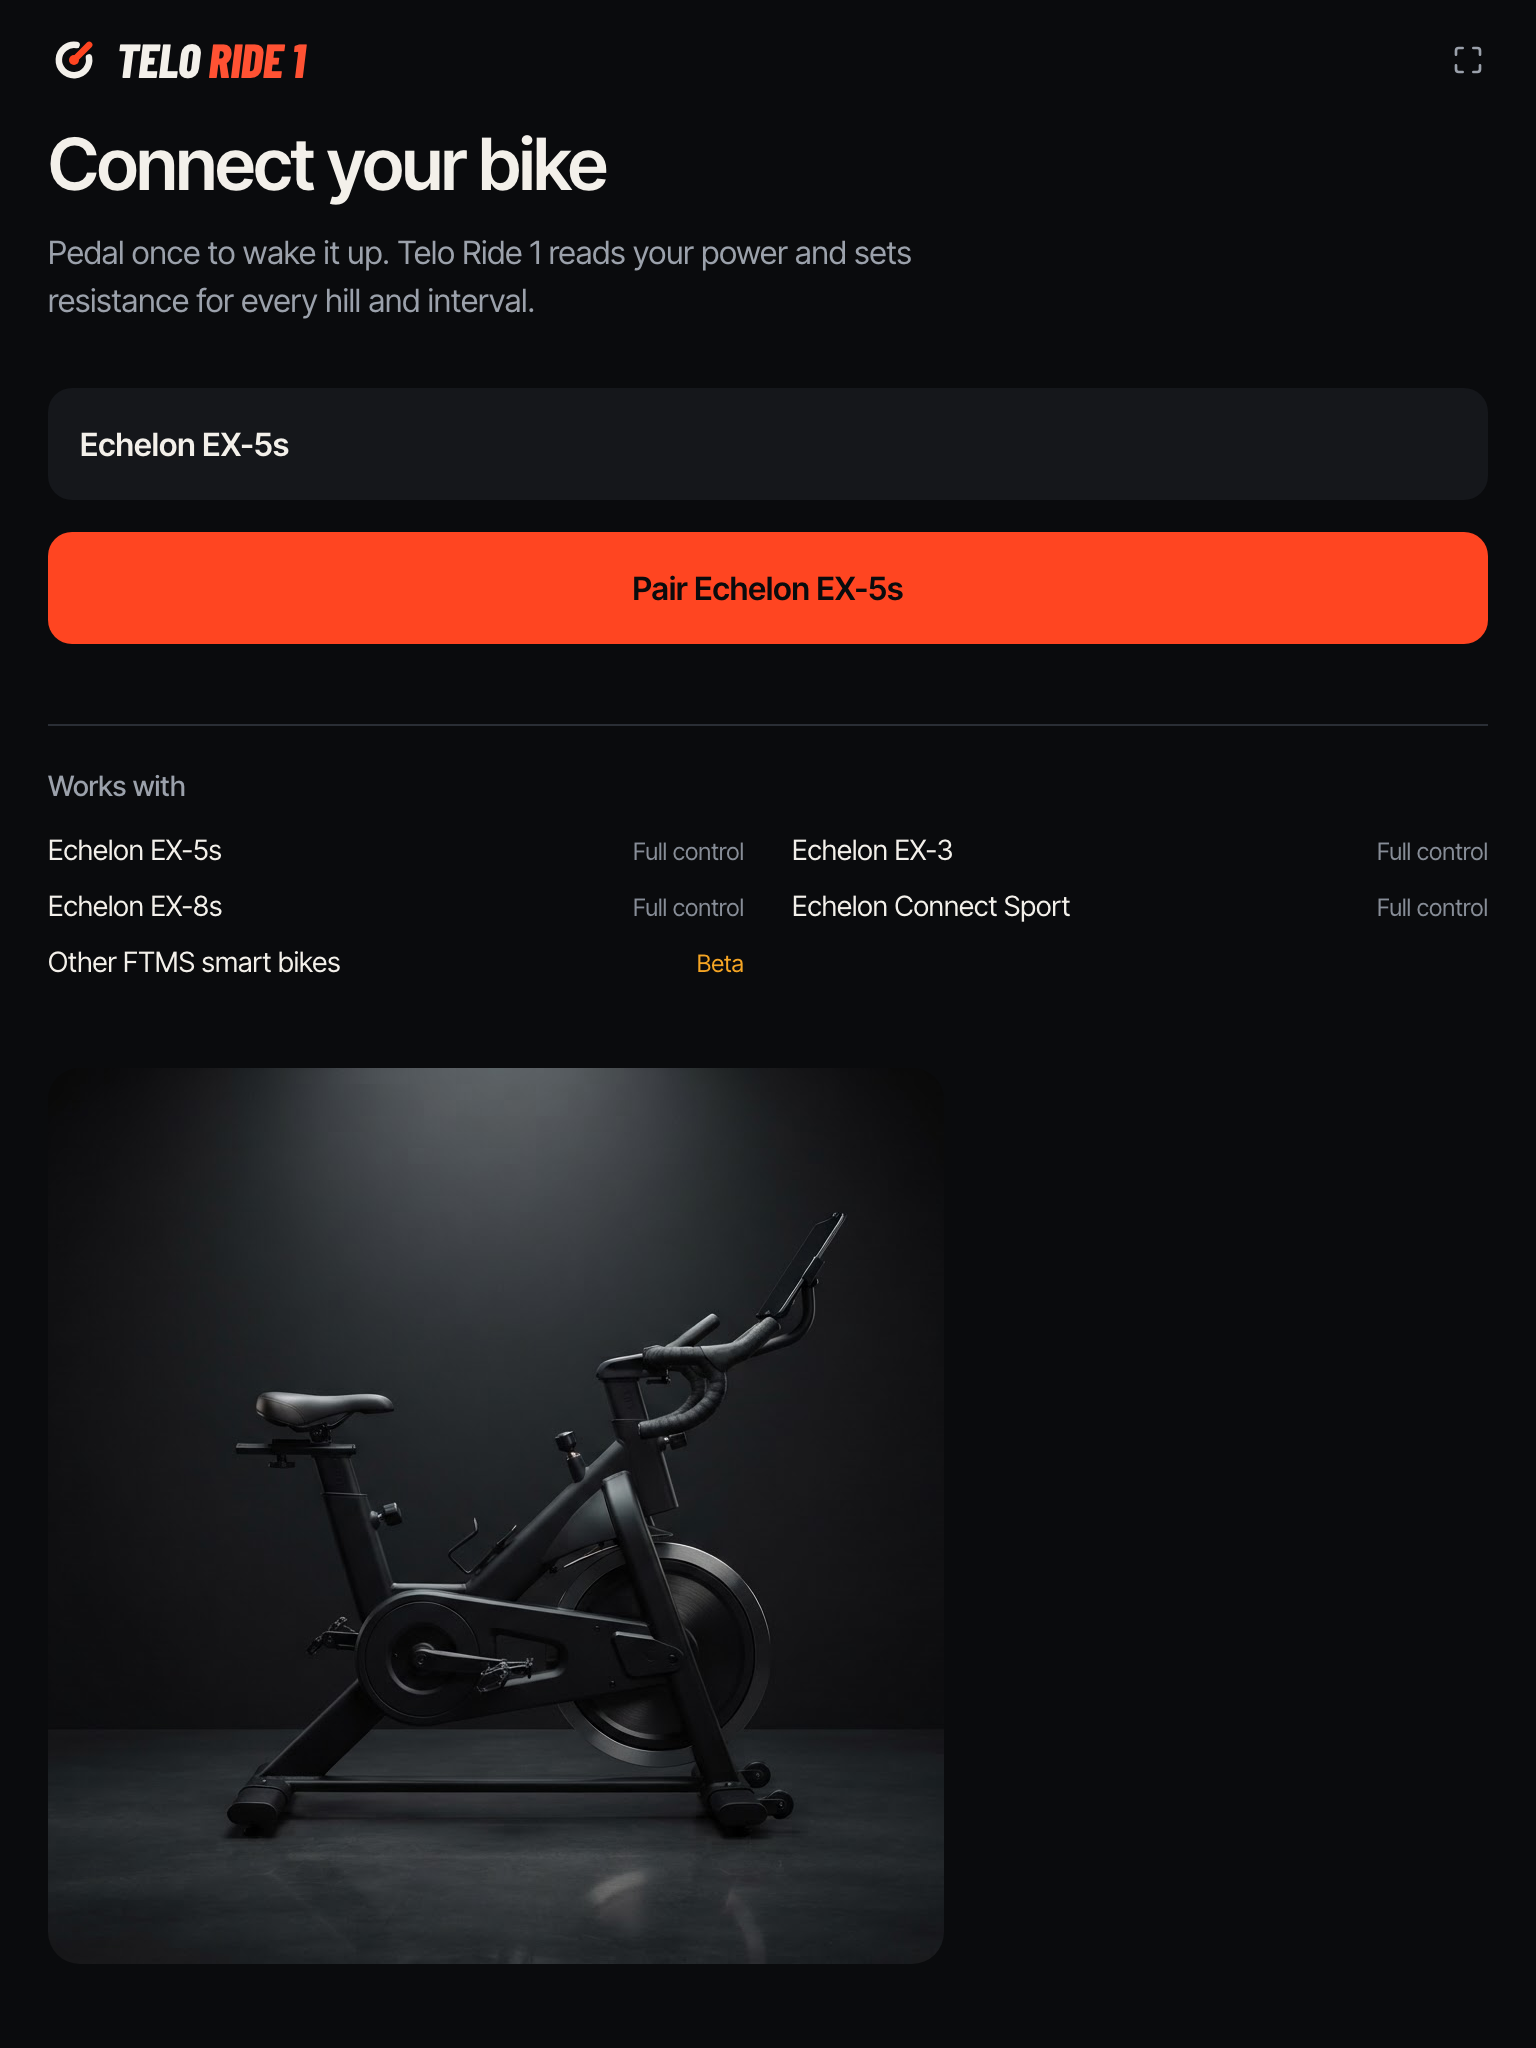 TELO RIDE 1
Connect your bike
Pedal once to wake it up. Telo Ride 1 reads your power and sets
resistance for every hill and interval.
Echelon EX-5s
Pair Echelon EX-5s
Works with
Echelon EX-5s Full control Echelon EX-3 Full control
Echelon EX-8s Full control Echelon Connect Sport Full control
Other FTMS smart bikes Beta